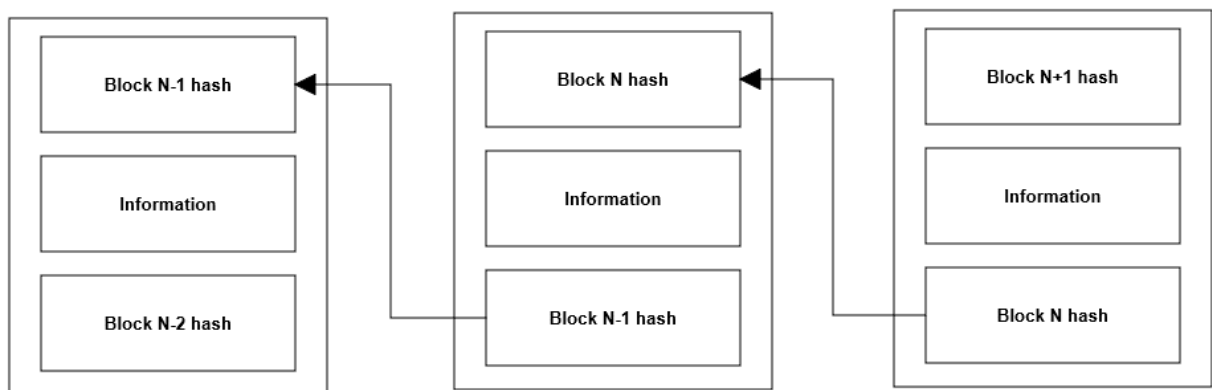 Block N-1 hash
Information
Block N-2 hash
Block N hash
Information
Block N-1 hash
Block N+1 hash
Information
Block N hash